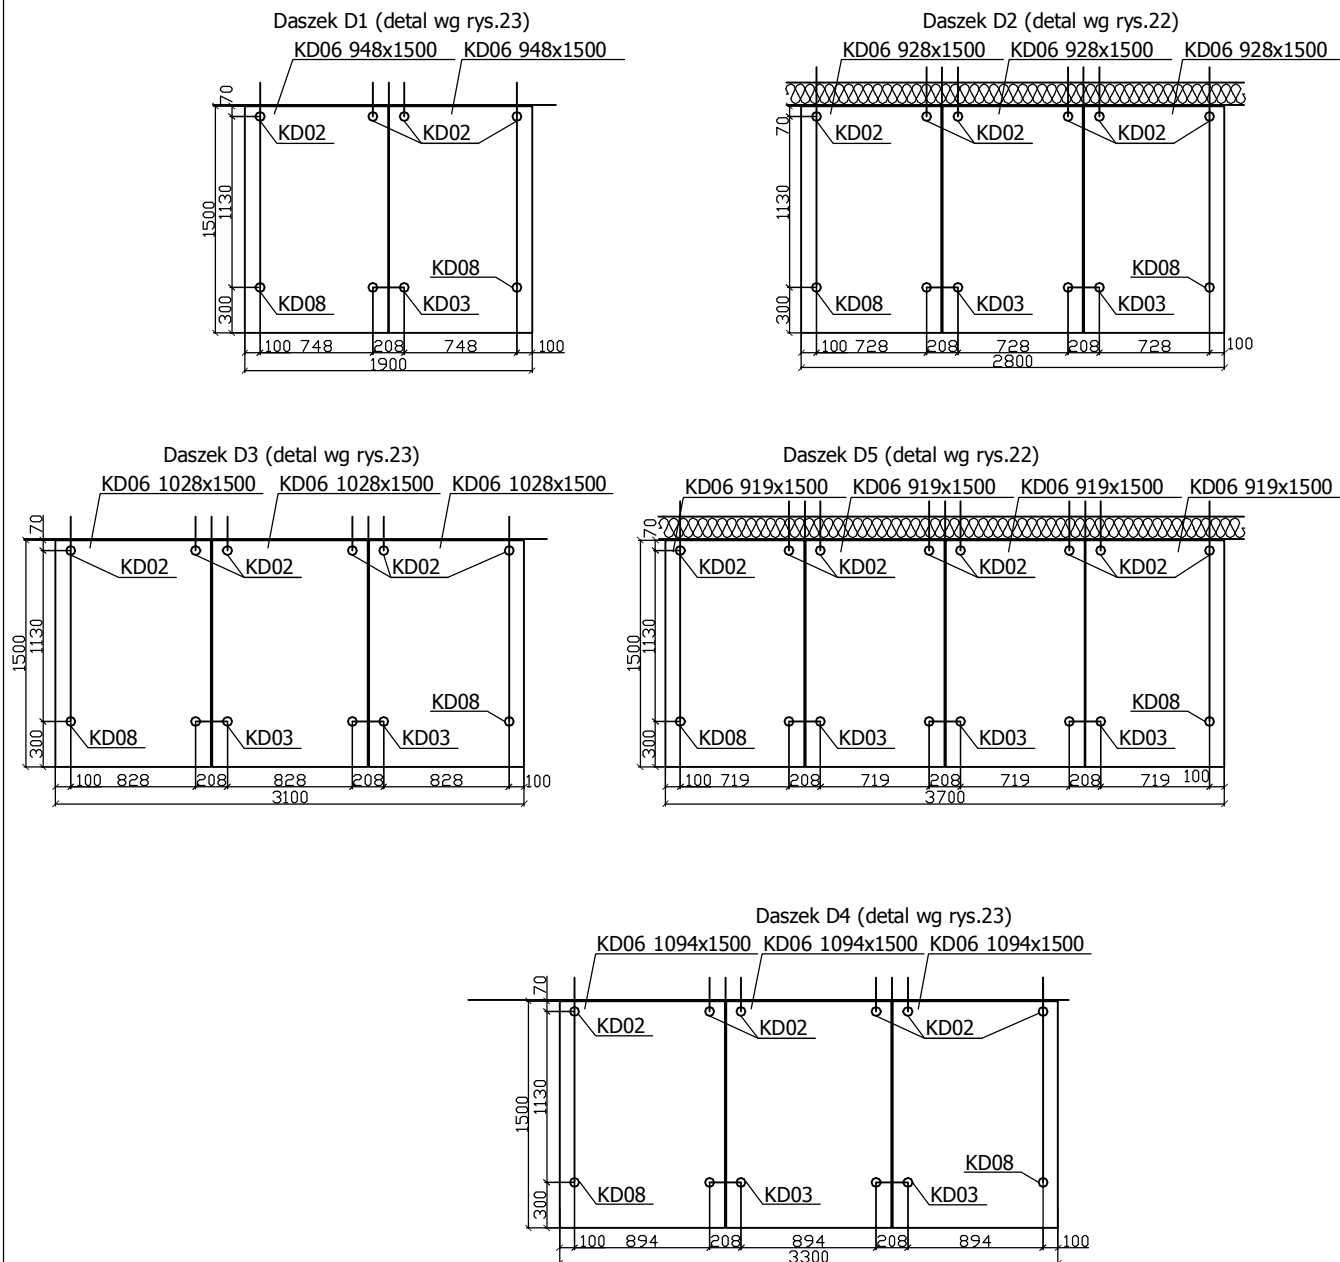 Daszek D1 (detal wg rys.23)
KD06 948x1500 KD06 948x1500
70
KD02 KD02
1500
1130
KD08
KD08 KD03
300
100 748 208 748 100
1900
Daszek D2 (detal wg rys.22)
KD06 928x1500 KD06 928x1500 KD06 928x1500
70
KD02 KD02 KD02
1130
KD08
KD08 KD03 KD03
300
100 728 208 728 208 728 100
2800
Daszek D3 (detal wg rys.23)
KD06 1028x1500 KD06 1028x1500 KD06 1028x1500
70
KD02 KD02 KD02
1500
1130
KD08
KD08 KD03 KD03
300
100 828 208 828 208 828 100
3100
Daszek D5 (detal wg rys.22)
KD06 919x1500 KD06 919x1500 KD06 919x1500 KD06 919x1500
70
KD02 KD02 KD02 KD02
1500
1130
KD08
KD08 KD03 KD03 KD03
300
100 719 208 719 208 719 208 719 100
3700
Daszek D4 (detal wg rys.23)
KD06 1094x1500 KD06 1094x1500 KD06 1094x1500
70
KD02 KD02 KD02
1500
1130
KD08
KD08 KD03 KD03
300
100 894 208 894 208 894 100
3300